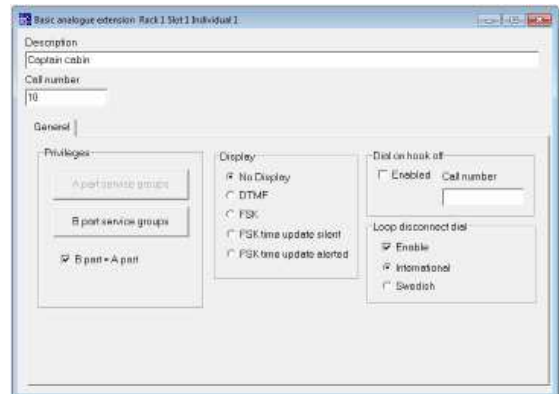 Basic analogue extension Rack 1 Slot 1 Individual 1
Description
Captain cabin
Call number
10
General
Privileges
A part service groups
B part service groups
B part = A part
Display
No Display
DTMF
FSK
FSK time update silent
FSK time update alerted
Dial on hook off
Enabled Call number
Loop disconnect dial
Enable
International
Swedish